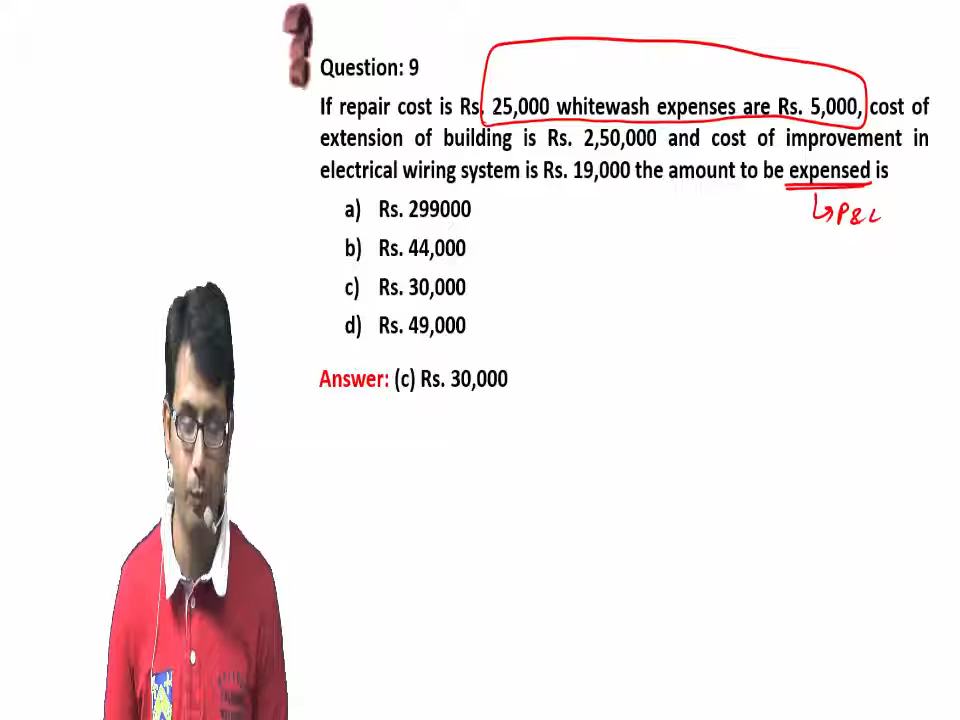 Question: 9
If repair cost is Rs. 25,000 whitewash expenses are Rs. 5,000, cost of
extension of building is Rs. 2,50,000 and cost of improvement in
electrical wiring system is Rs. 19,000 the amount to be expensed is
P & L
a) Rs. 299000
b) Rs. 44,000
c) Rs. 30,000
d) Rs. 49,000
Answer: (c) Rs. 30,000